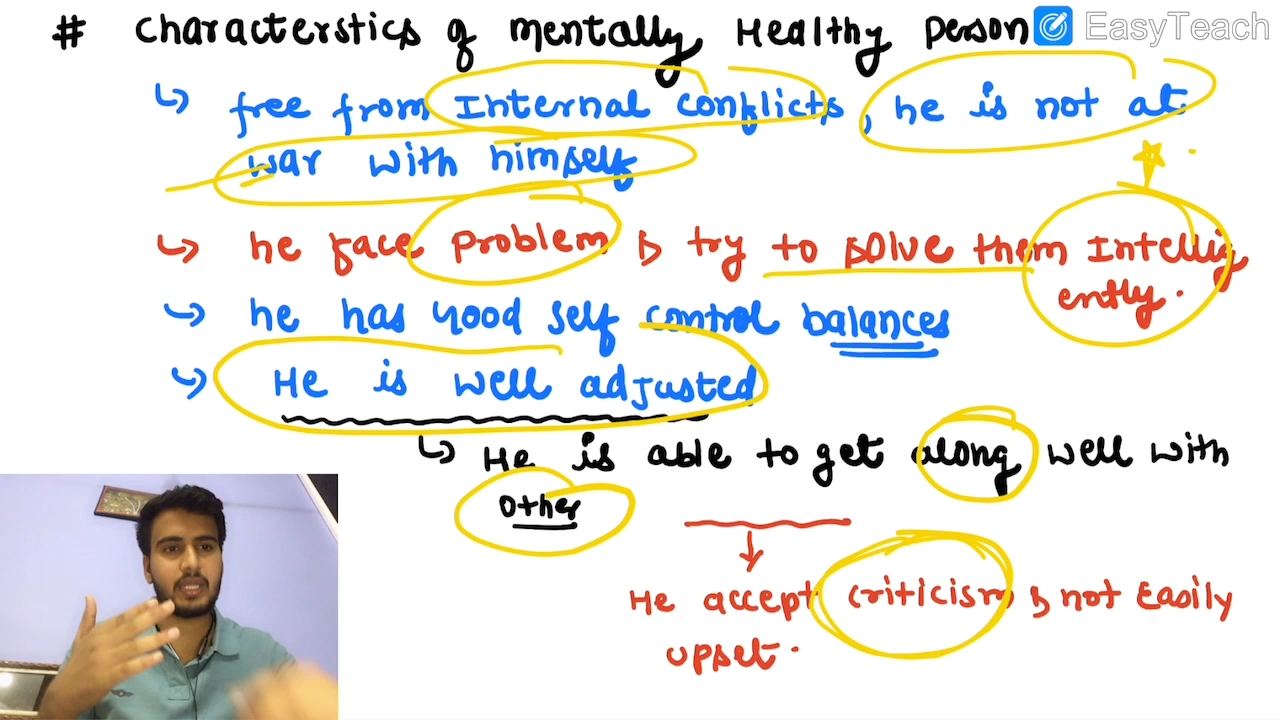 # Characterstics of mentally Healthy person
EasyTeach
↳ free from Internal conflicts, he is not at
war with himself
↳ he face problem & try to solve them Intellig
ently.
↳ he has good self control balances
↳ He is well adjusted
↳ He is able to get along well with
other
He accept criticism & not Easily
upset.